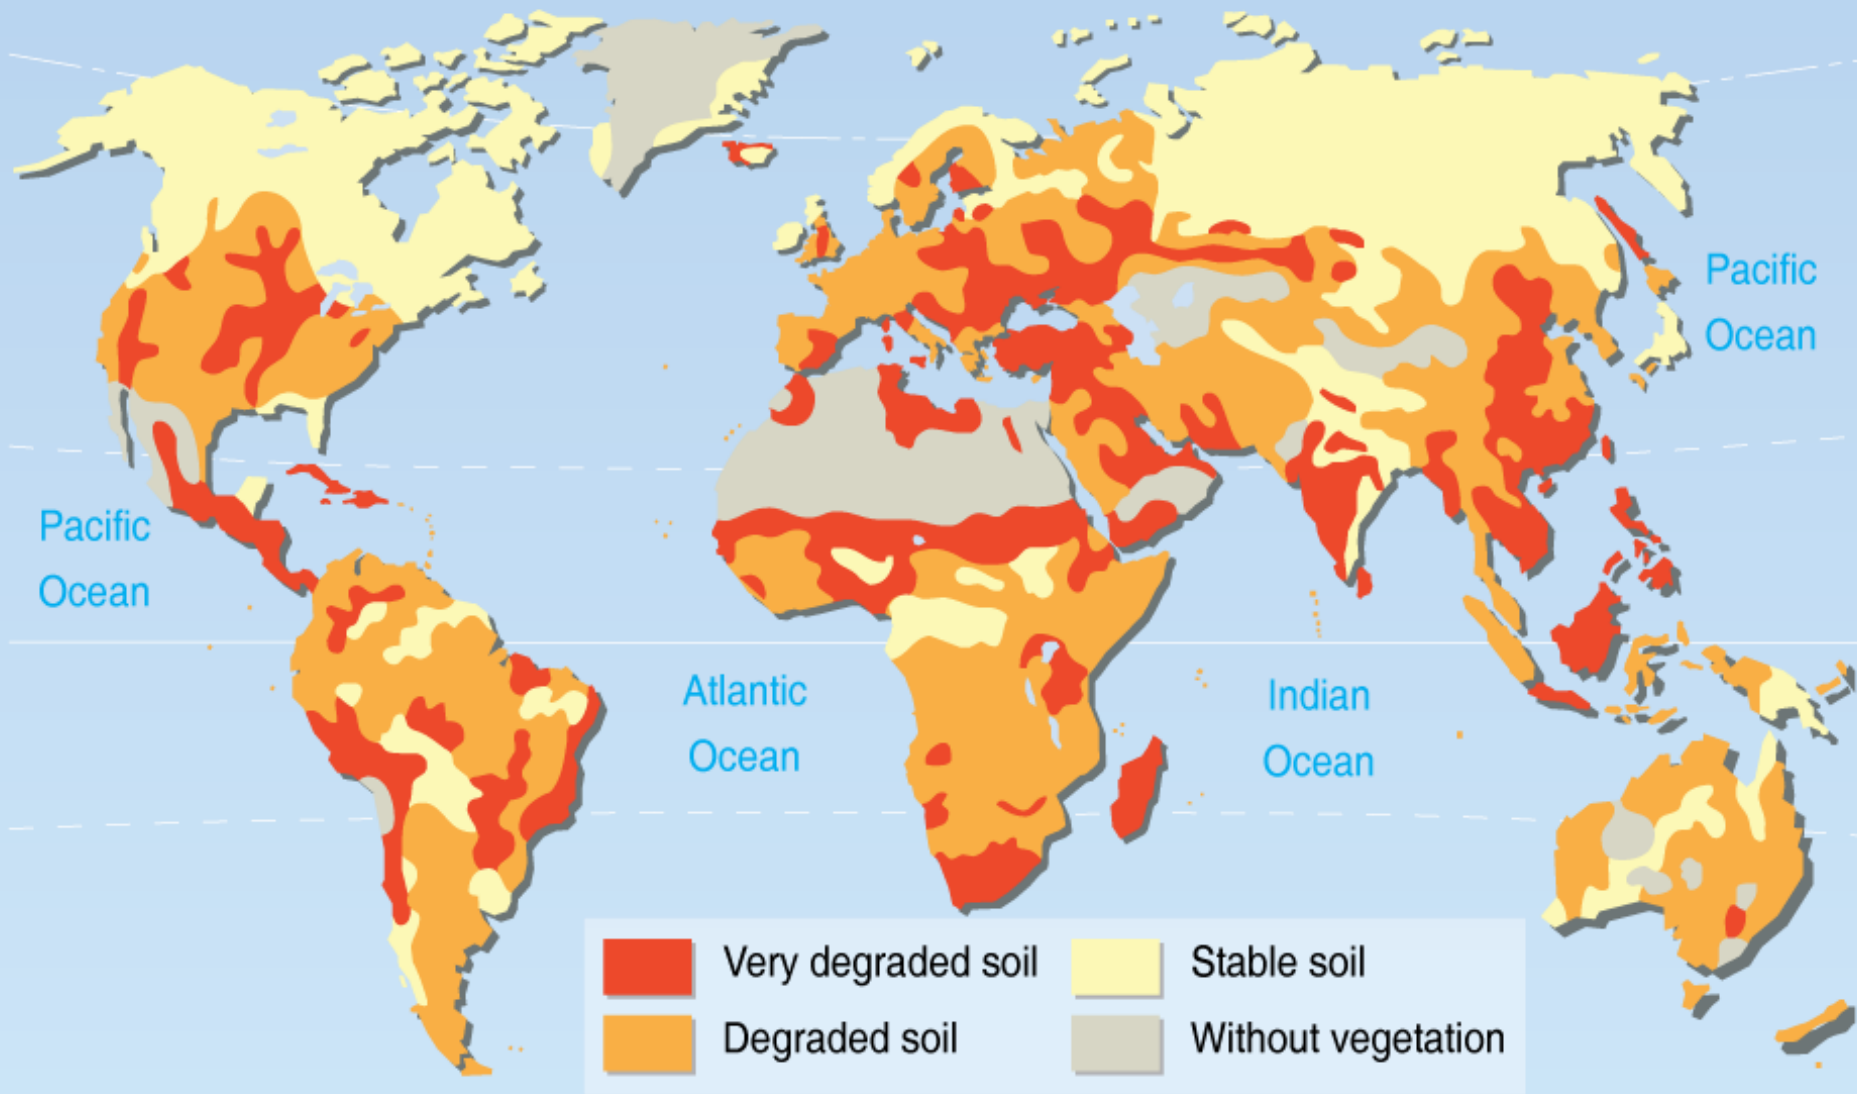 Pacific
Ocean
Pacific
Ocean
Atlantic
Ocean
Indian
Ocean
Very degraded soil
Stable soil
Degraded soil
Without vegetation